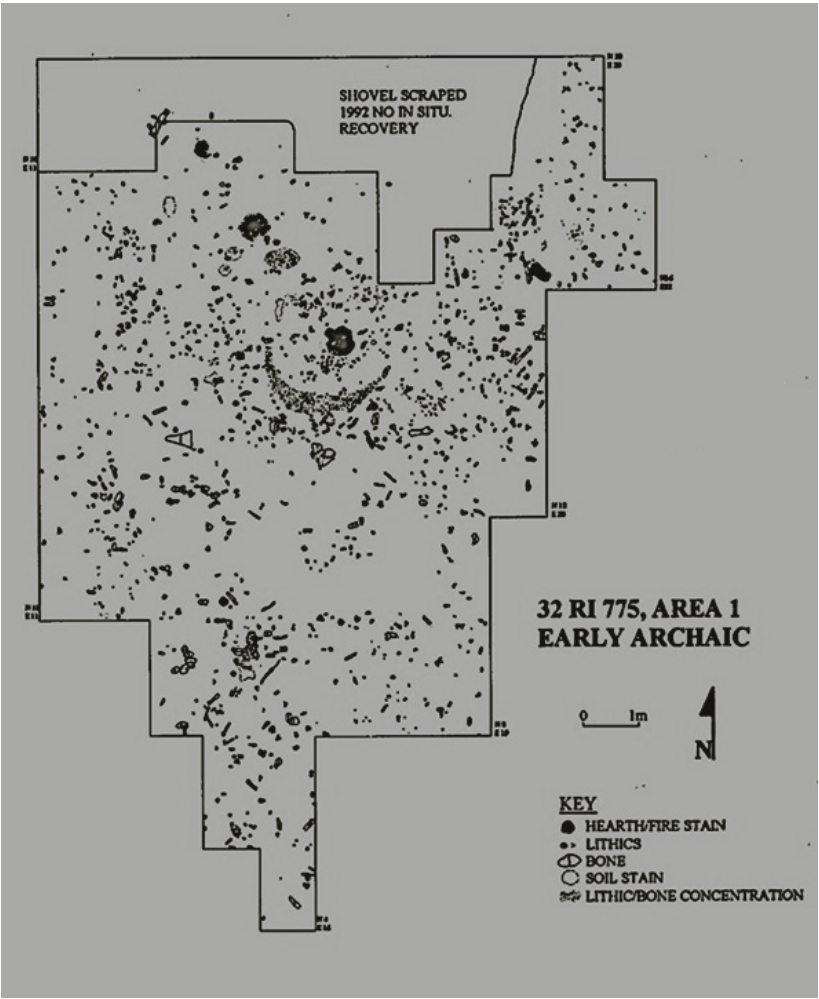 SHOVEL SCRAPED
1992 NO IN SITU.
RECOVERY
32 RI 775, AREA 1
EARLY ARCHAIC
0 1m
N
KEY
HEARTH/FIRE STAIN
LITHICS
BONE
SOIL STAIN
LITHIC/BONE CONCENTRATION